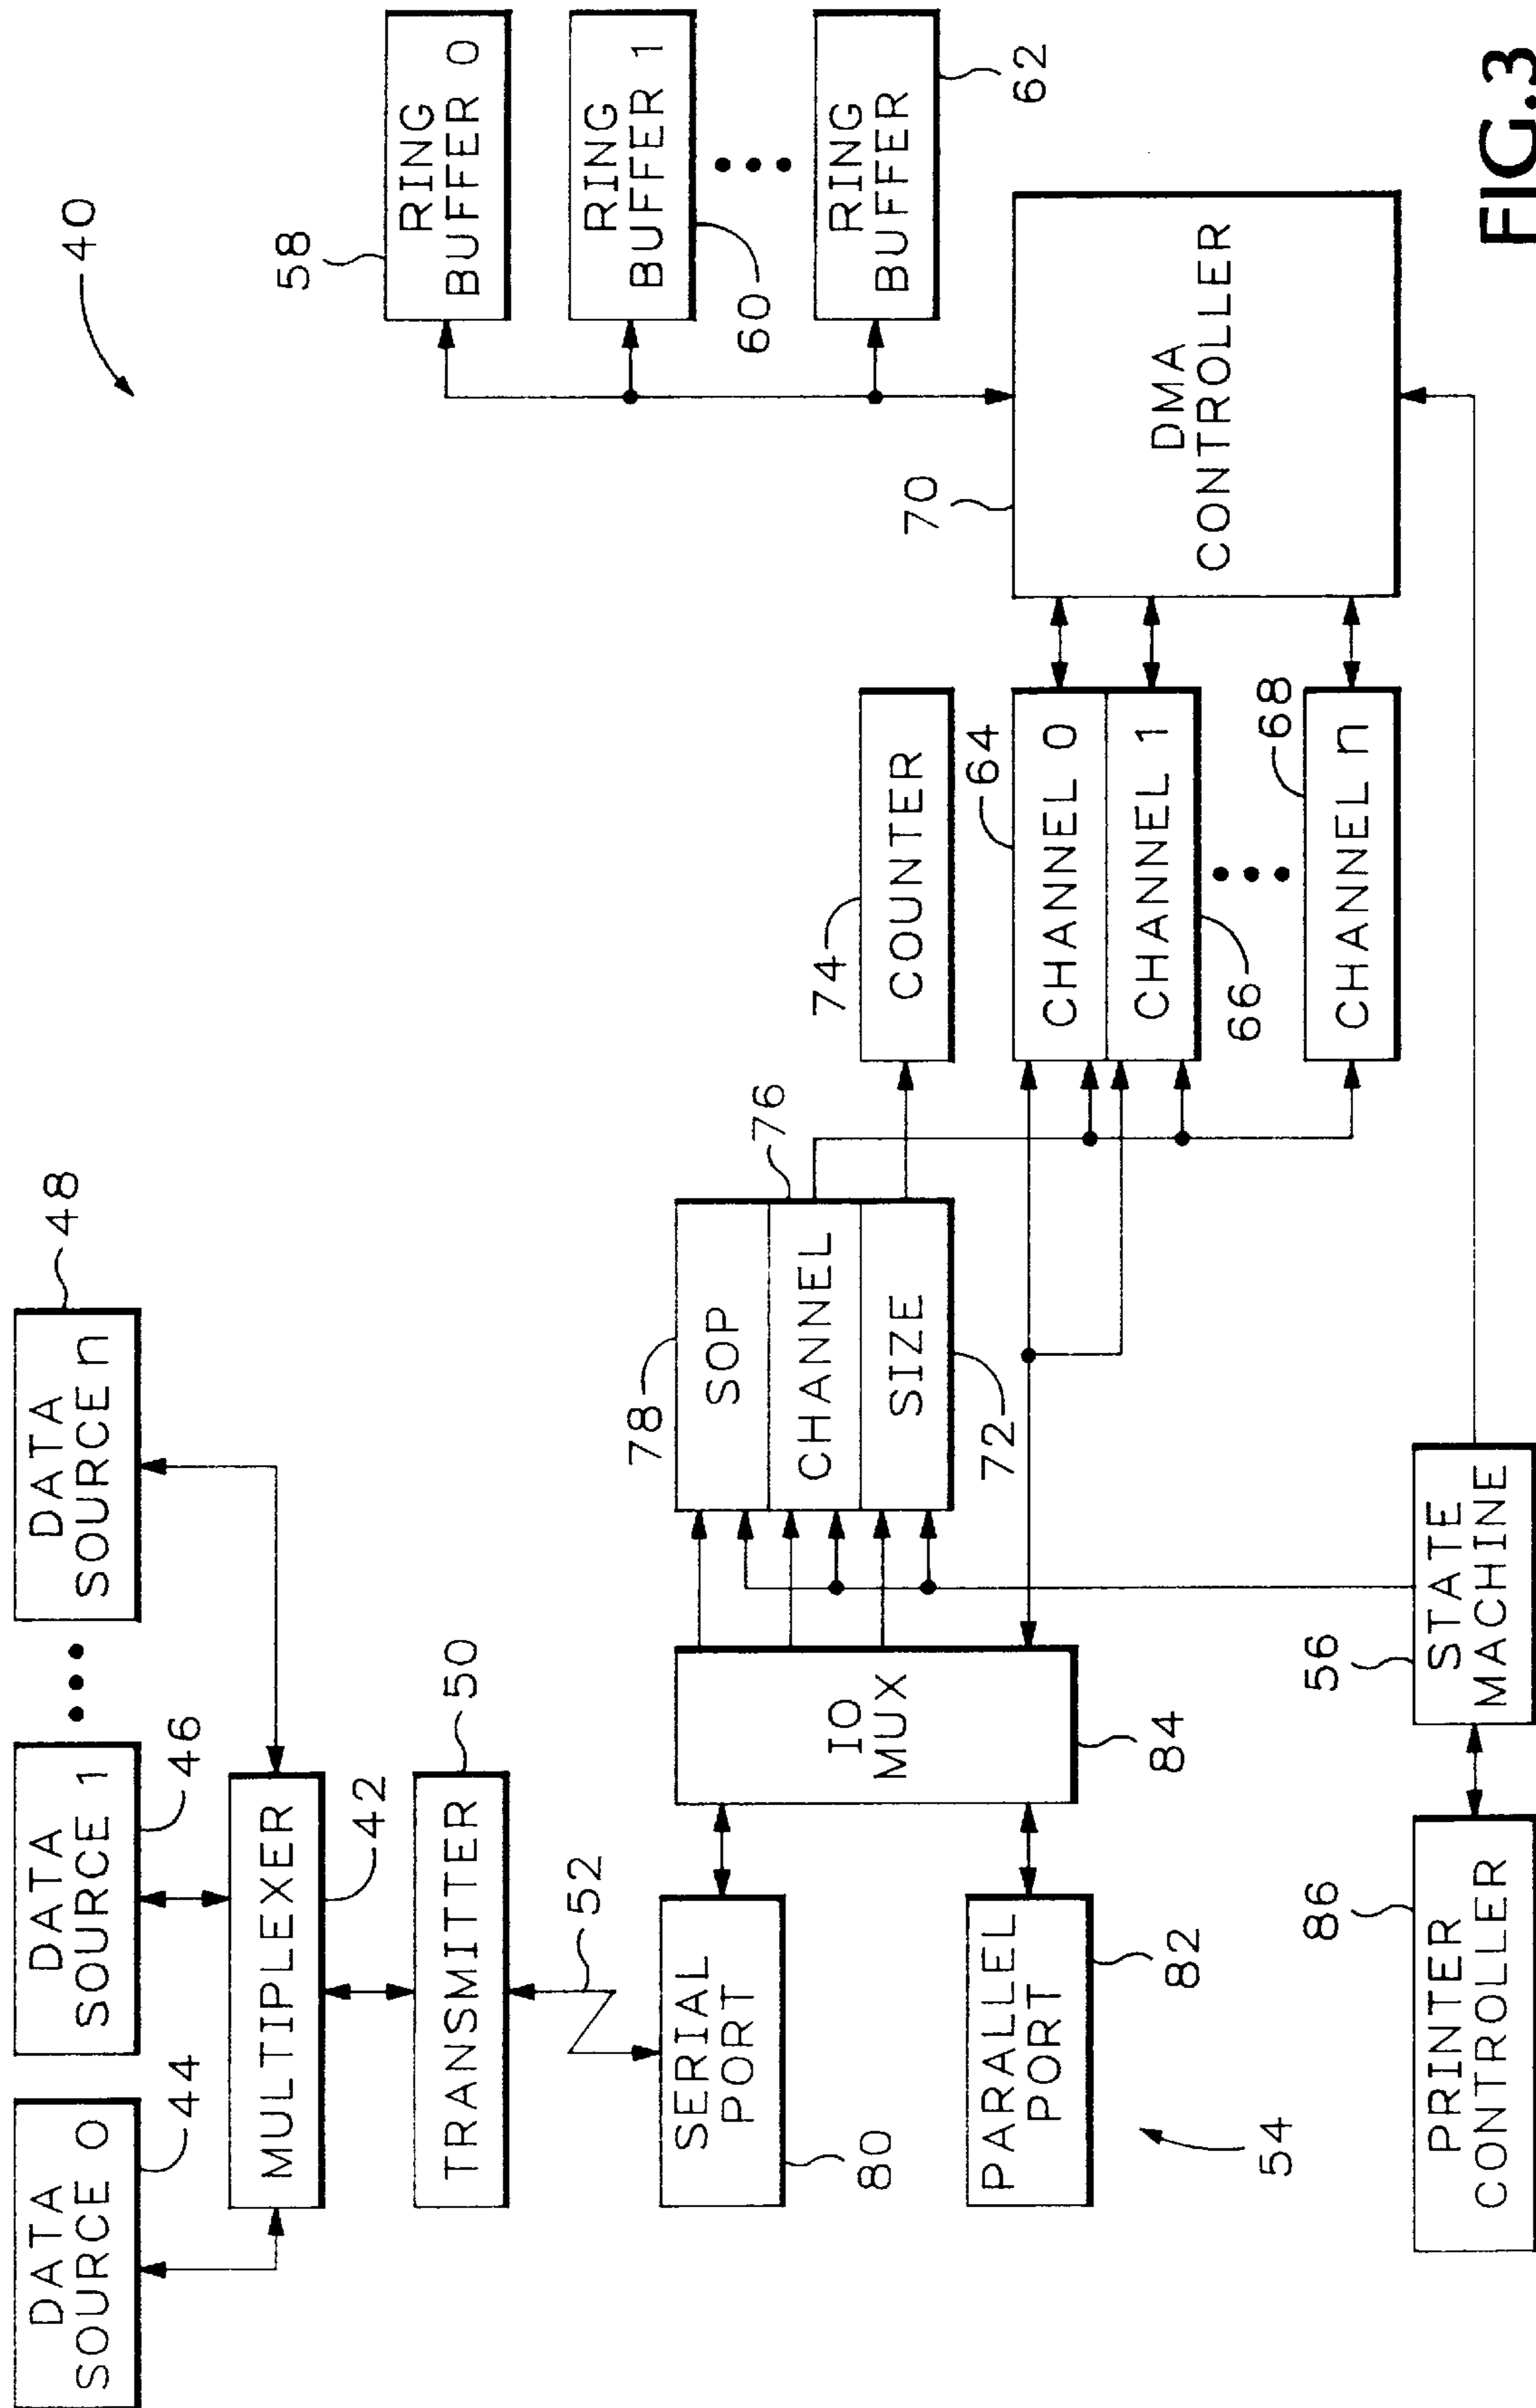 DATA
SOURCE 0
44
DATA
SOURCE 1
46
DATA
SOURCE n
48
MULTIPLEXER
42
TRANSMITTER
50
52
SERIAL
PORT
80
PARALLEL
PORT
82
54
IO
MUX
84
78
SOP
CHANNEL
SIZE
76
72
74
COUNTER
64
CHANNEL 0
CHANNEL 1
66
CHANNEL n
68
PRINTER
CONTROLLER
86
STATE
MACHINE
56
70
DMA
CONTROLLER
40
58
RING
BUFFER 0
RING
BUFFER 1
60
RING
BUFFER
62
FIG.3